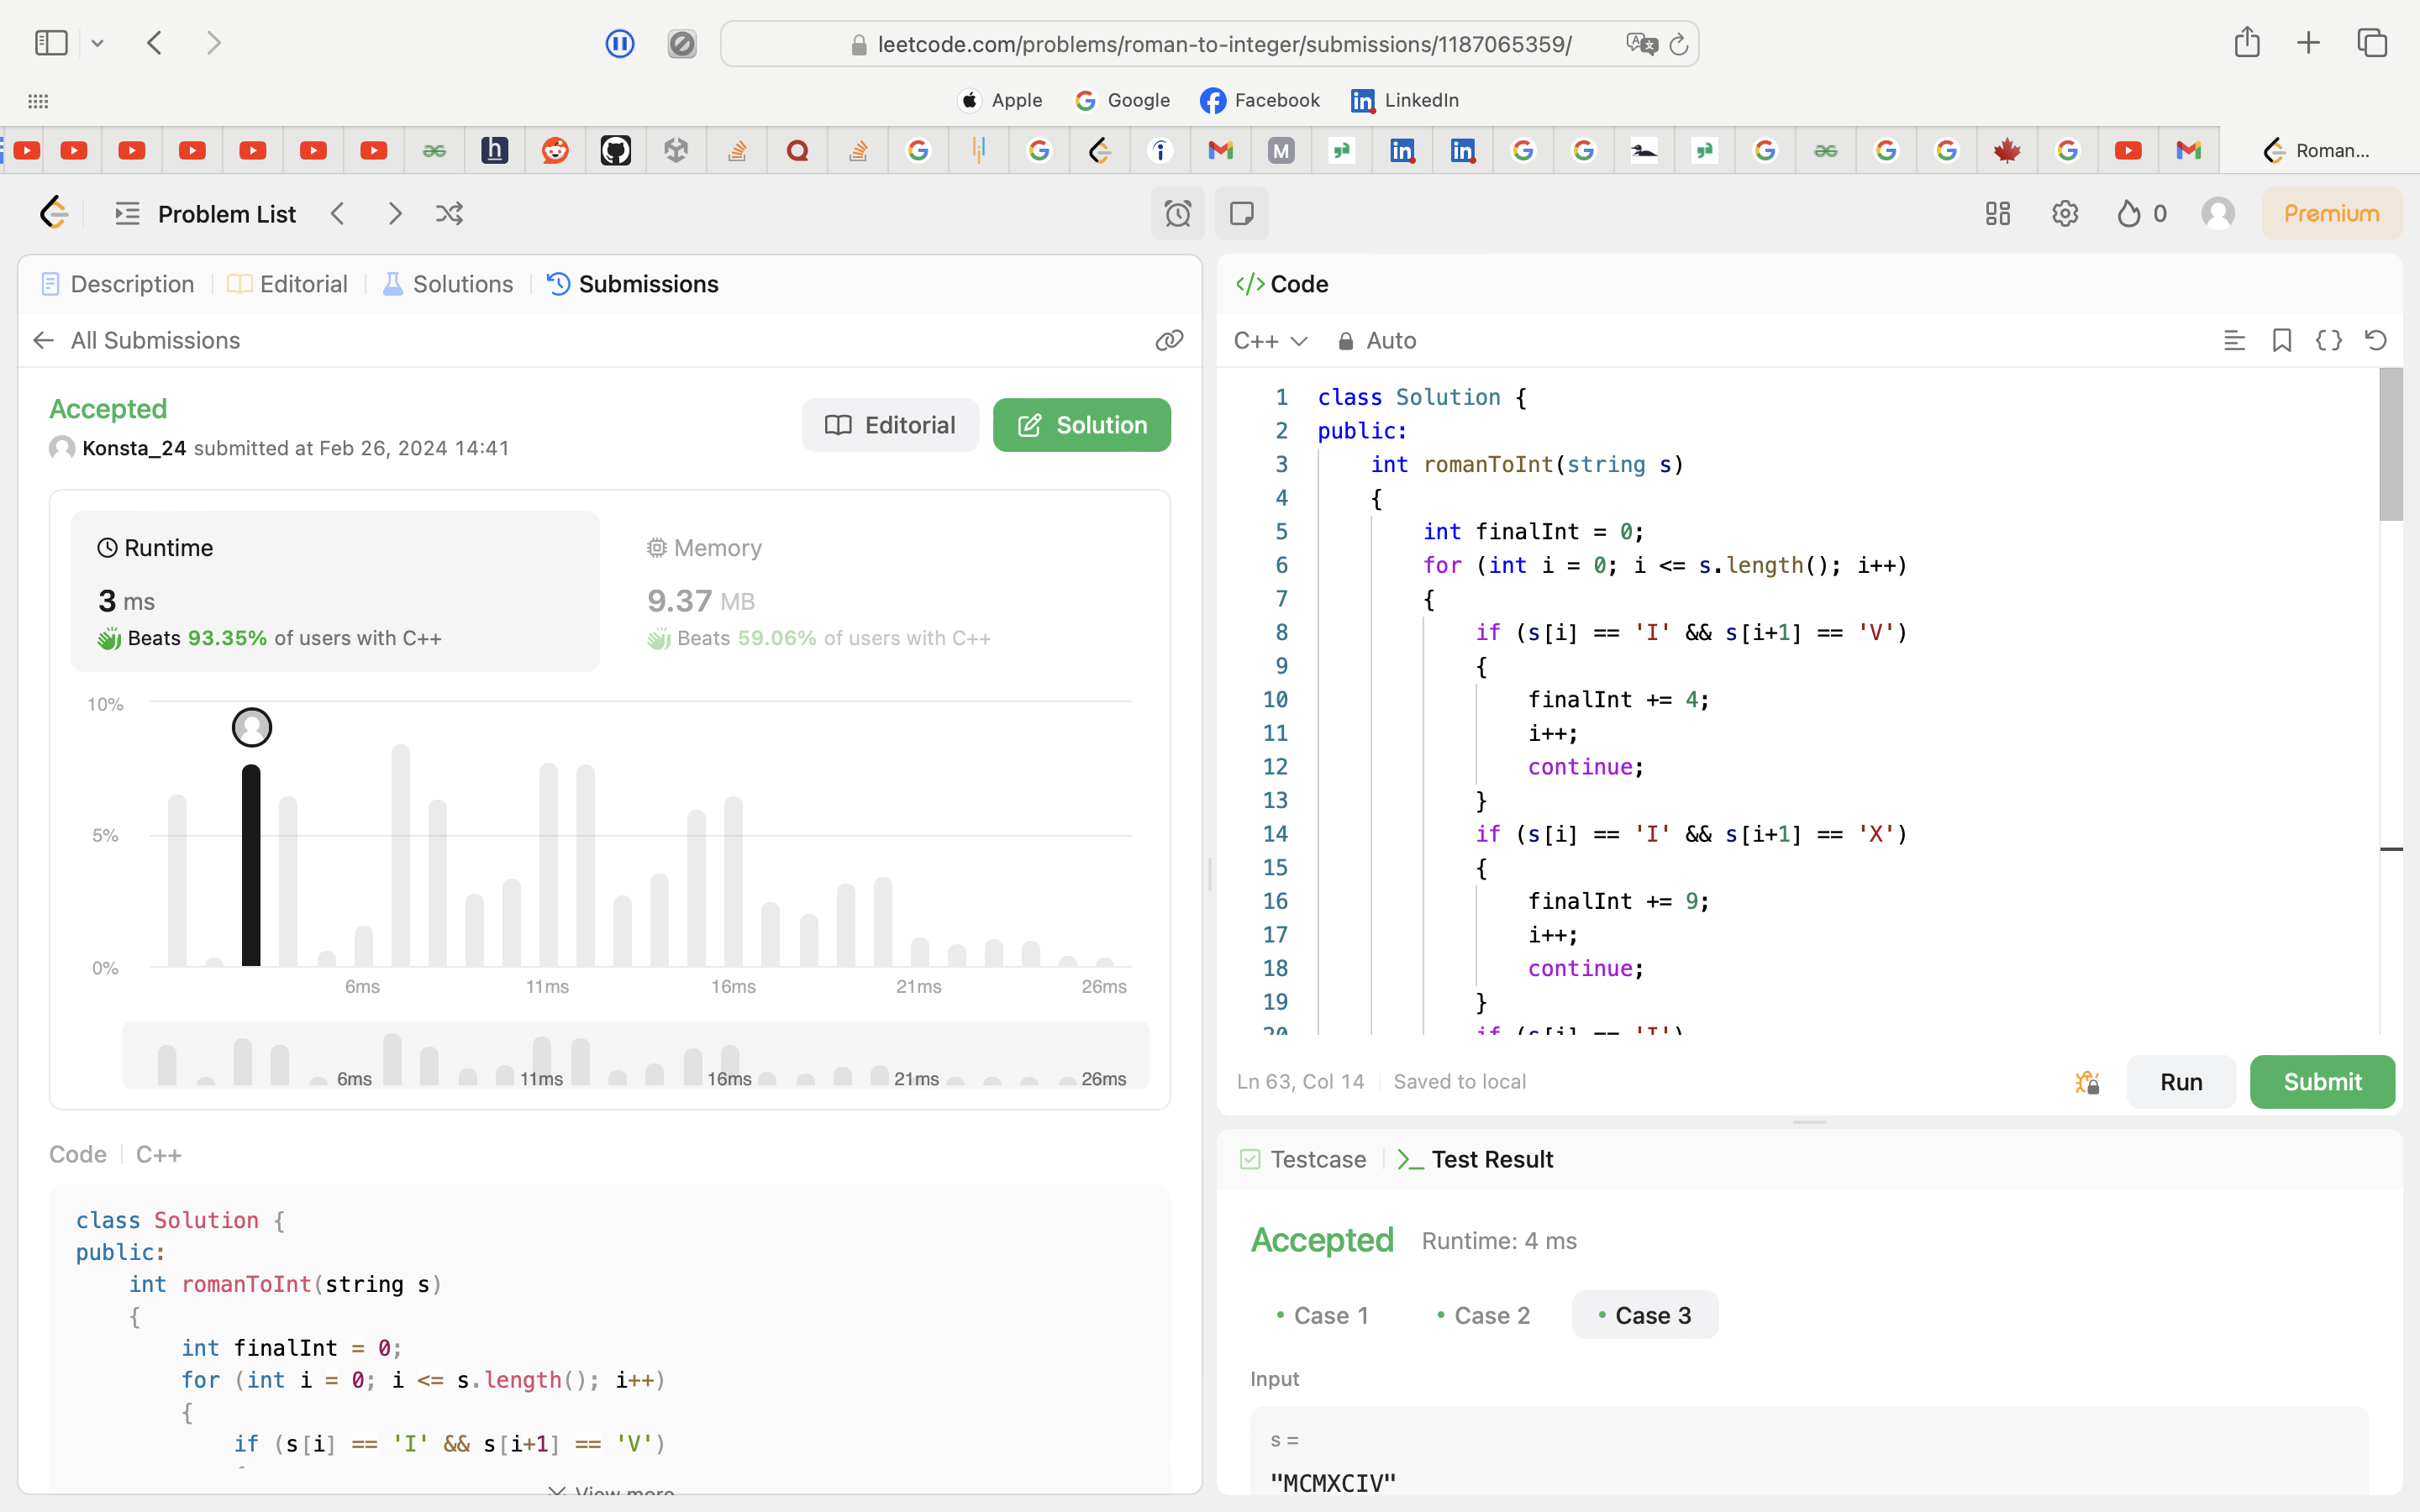 leetcode.com/problems/roman-to-integer/submissions/1187065359/
Apple Google Facebook LinkedIn
Roman...
Problem List
0
Premium
Description Editorial Solutions Submissions
All Submissions
Accepted
Editorial
Solution
Konsta_24 submitted at Feb 26, 2024 14:41
Runtime
3 ms
Beats 93.35% of users with C++
Memory
9.37 MB
Beats 59.06% of users with C++
10%
5%
0%
6ms 11ms 16ms 21ms 26ms
6ms 11ms 16ms 21ms 26ms
Code C++
class Solution {
public:
    int romanToInt(string s)
    {
        int finalInt = 0;
        for (int i = 0; i <= s.length(); i++)
        {
            if (s[i] == 'I' && s[i+1] == 'V')
View more
</> Code
C++ Auto
1 class Solution {
2 public:
3     int romanToInt(string s)
4     {
5         int finalInt = 0;
6         for (int i = 0; i <= s.length(); i++)
7         {
8             if (s[i] == 'I' && s[i+1] == 'V')
9             {
10                 finalInt += 4;
11                 i++;
12                 continue;
13             }
14             if (s[i] == 'I' && s[i+1] == 'X')
15             {
16                 finalInt += 9;
17                 i++;
18                 continue;
19             }
20             if (s[i] == 'I')
Ln 63, Col 14 Saved to local
Run
Submit
Testcase >_ Test Result
Accepted Runtime: 4 ms
Case 1 Case 2 Case 3
Input
s =
"MCMXCIV"